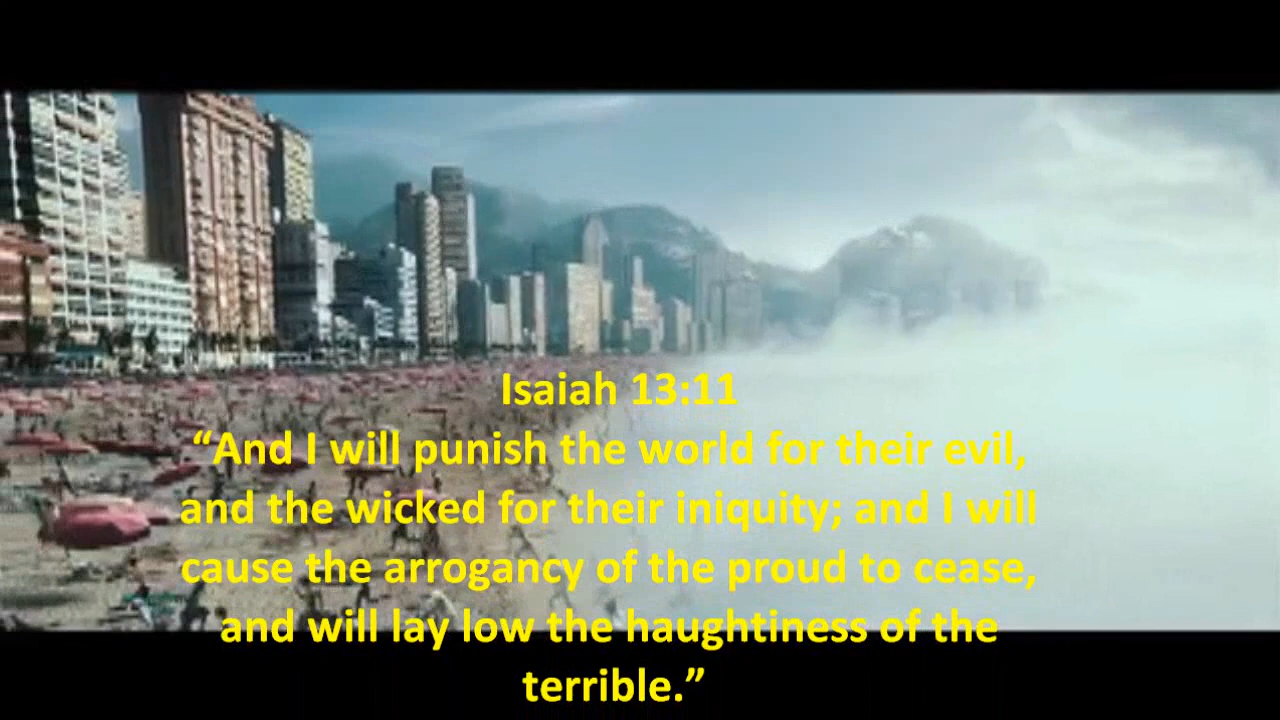 Isaiah 13:11
“And I will punish the world for their evil,
and the wicked for their iniquity; and I will
cause the arrogancy of the proud to cease,
and will lay low the haughtiness of the
terrible.”